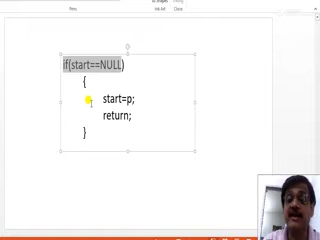 if(start==NULL)
{
start=p;
return;
}